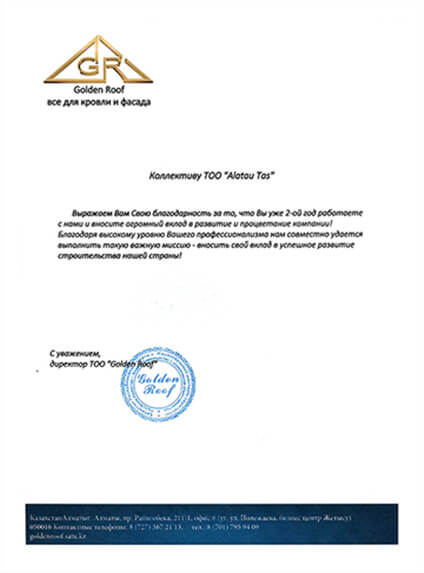 GR
Golden Roof
все для кровли и фасада
Коллективу ТОО "Alatau Tas"
Выражаем Вам Свою благодарность за то, что Вы уже 2-ой год работаете
с нами и вносите огромный вклад в развитие и процветание компании!
Благодаря высокому уровню Вашего профессионализма нам совместно удается
выполнить такую важную миссию - вносить свой вклад в успешное развитие
строительства нашей страны!
С уважением,
директор ТОО "Golden Roof"
Golden
Roof
Казахстан Алматы, пр. Райымбека, 211/1, офис (уг. ул. бизнес центр Жетысу)
050016 Контактные телефоны: 8 (727) 367 21 13, тел.: 8 (701) 795 94 09
goldenroof.satu.kz